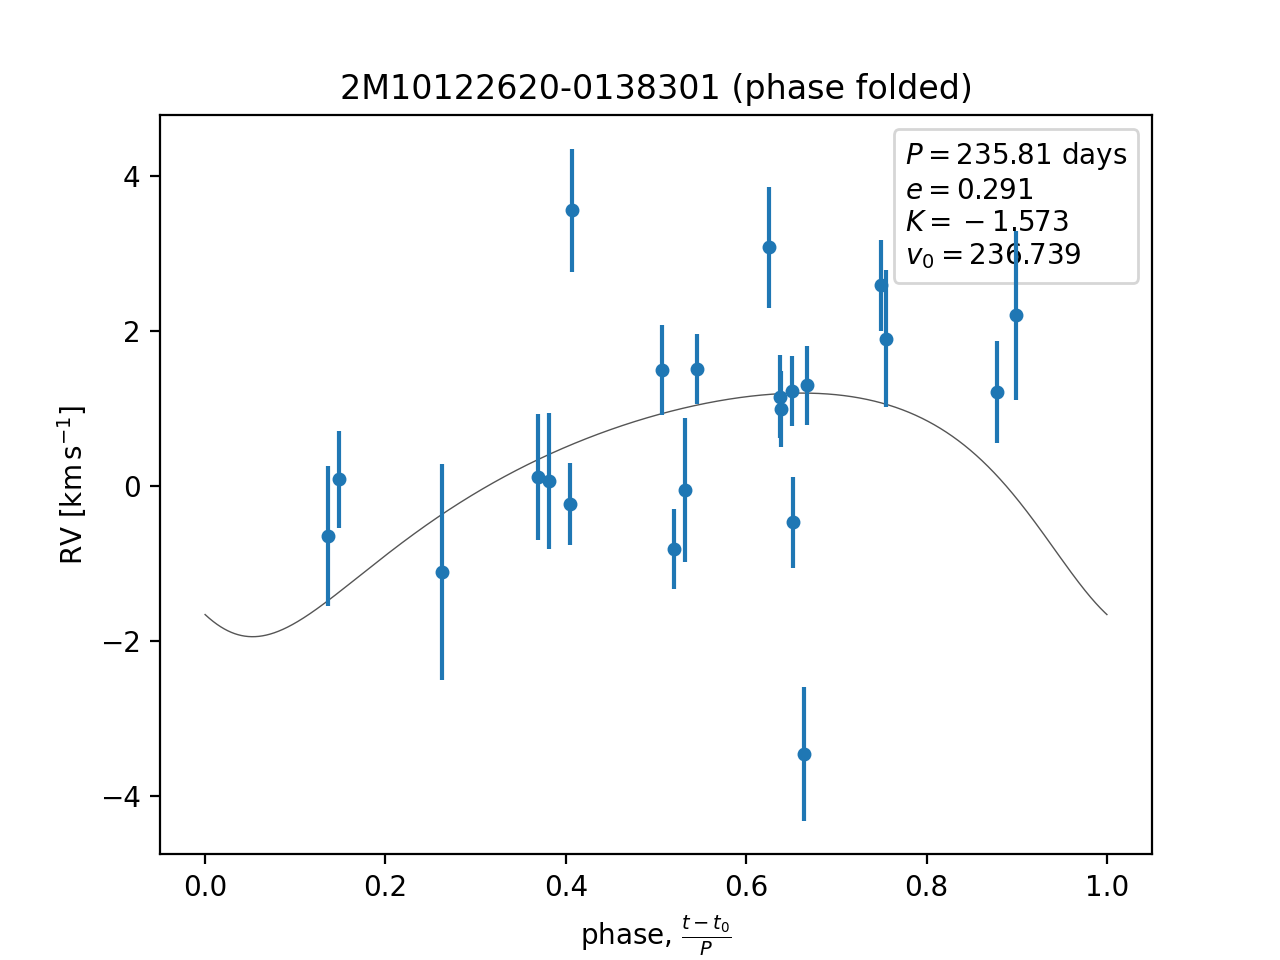 2M10122620-0138301 (phase folded)
P = 235.81 days
e = 0.291
K = −1.573
v₀ = 236.739
4
2
0
−2
−4
RV [km s⁻¹]
0.0 0.2 0.4 0.6 0.8 1.0
phase, (t − t₀)/P